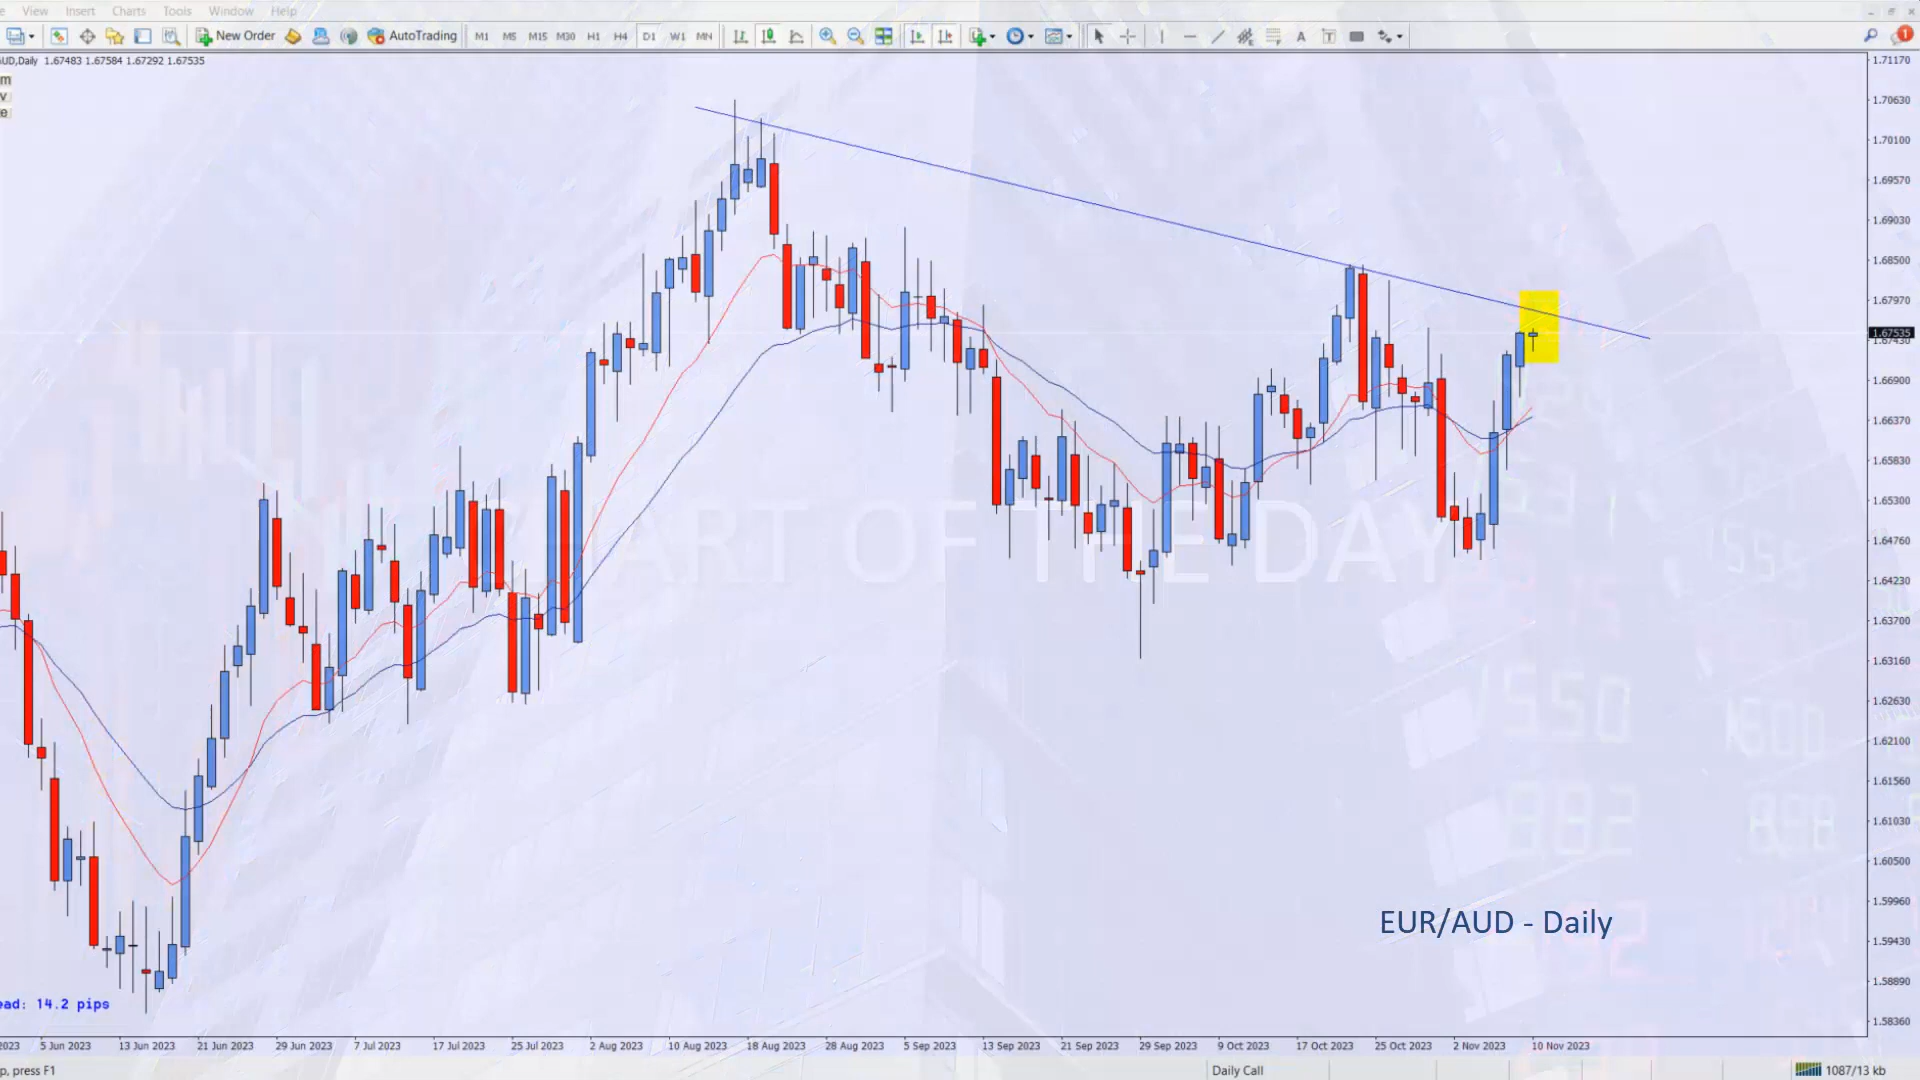 View Insert Charts Tools Window Help
New Order AutoTrading M1 M5 M15 M30 H1 H4 D1 W1 MN A T 1
UD,Daily 1.67483 1.67584 1.67292 1.67535
m
v
e
1.71170
1.70630
1.70100
1.69570
1.69030
1.68500
1.67970
1.67535
1.67430
1.66900
1.66370
1.65830
1.65300
1.64760
1.64230
1.63700
1.63160
1.62630
1.62100
1.61560
1.61030
1.60500
1.59960
1.59430
1.58890
1.58360
CHART OF THE DAY
EUR/AUD - Daily
ead: 14.2 pips
2023 5 Jun 2023 13 Jun 2023 21 Jun 2023 29 Jun 2023 7 Jul 2023 17 Jul 2023 25 Jul 2023 2 Aug 2023 10 Aug 2023 18 Aug 2023 28 Aug 2023 5 Sep 2023 13 Sep 2023 21 Sep 2023 29 Sep 2023 9 Oct 2023 17 Oct 2023 25 Oct 2023 2 Nov 2023 10 Nov 2023
p, press F1 Daily Call 1087/13 kb